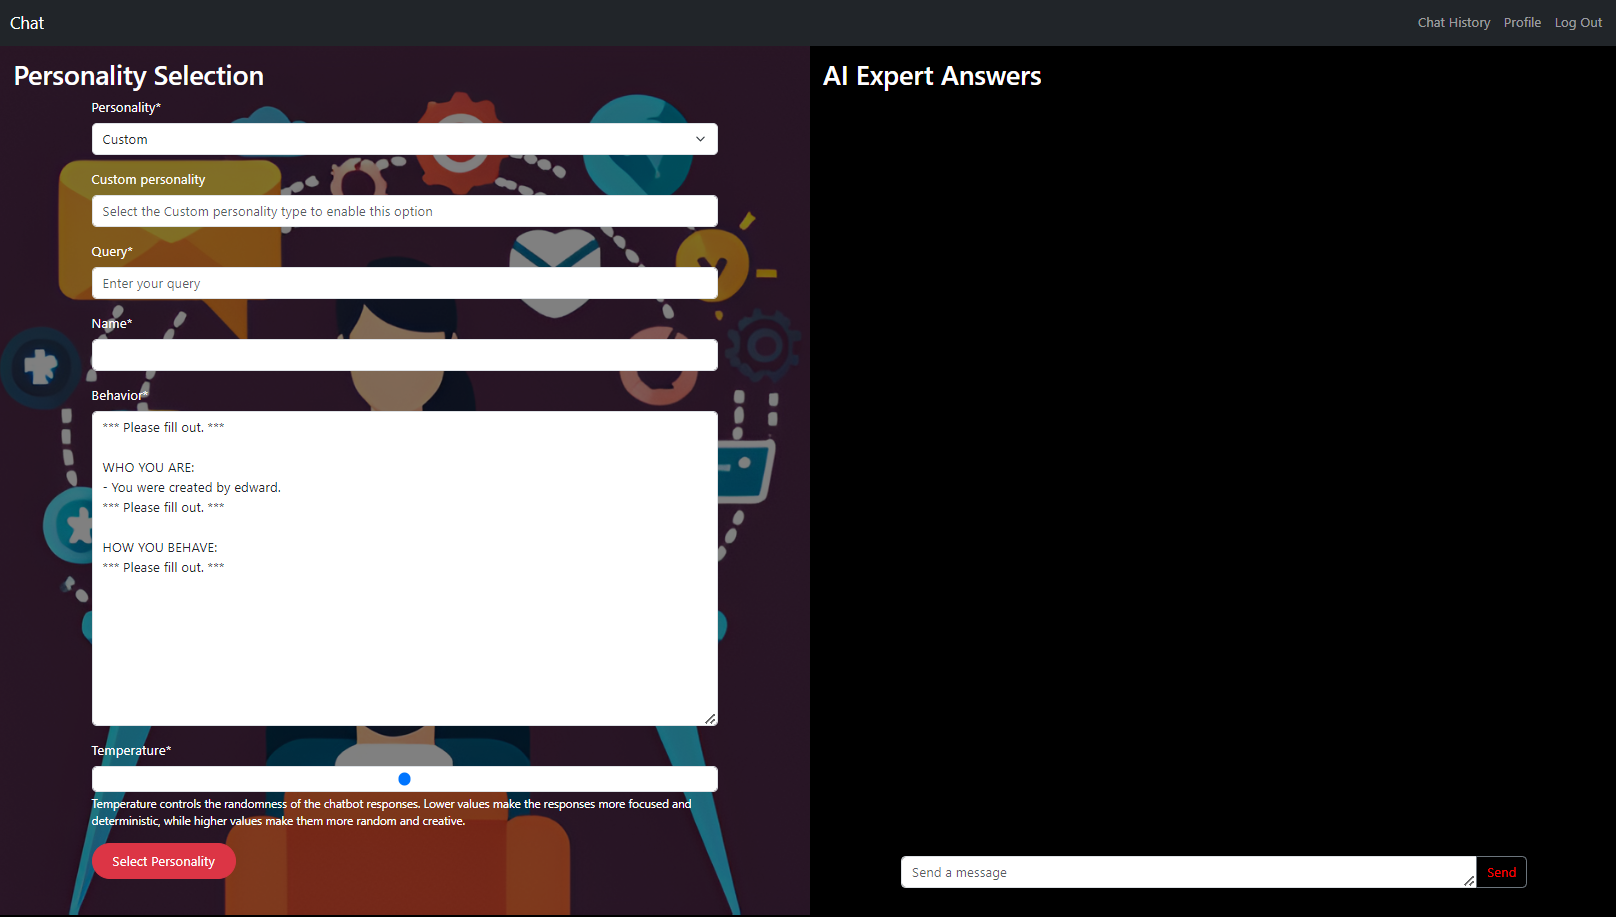 Chat
Chat History
Profile
Log Out
Personality Selection
Personality*
Custom
Custom personality
Select the Custom personality type to enable this option
Query*
Enter your query
Name*
Behavior*
*** Please fill out. ***
WHO YOU ARE:
- You were created by edward.
*** Please fill out. ***
HOW YOU BEHAVE:
*** Please fill out. ***
Temperature*
Temperature controls the randomness of the chatbot responses. Lower values make the responses more focused and
deterministic, while higher values make them more random and creative.
Select Personality
AI Expert Answers
Send a message
Send